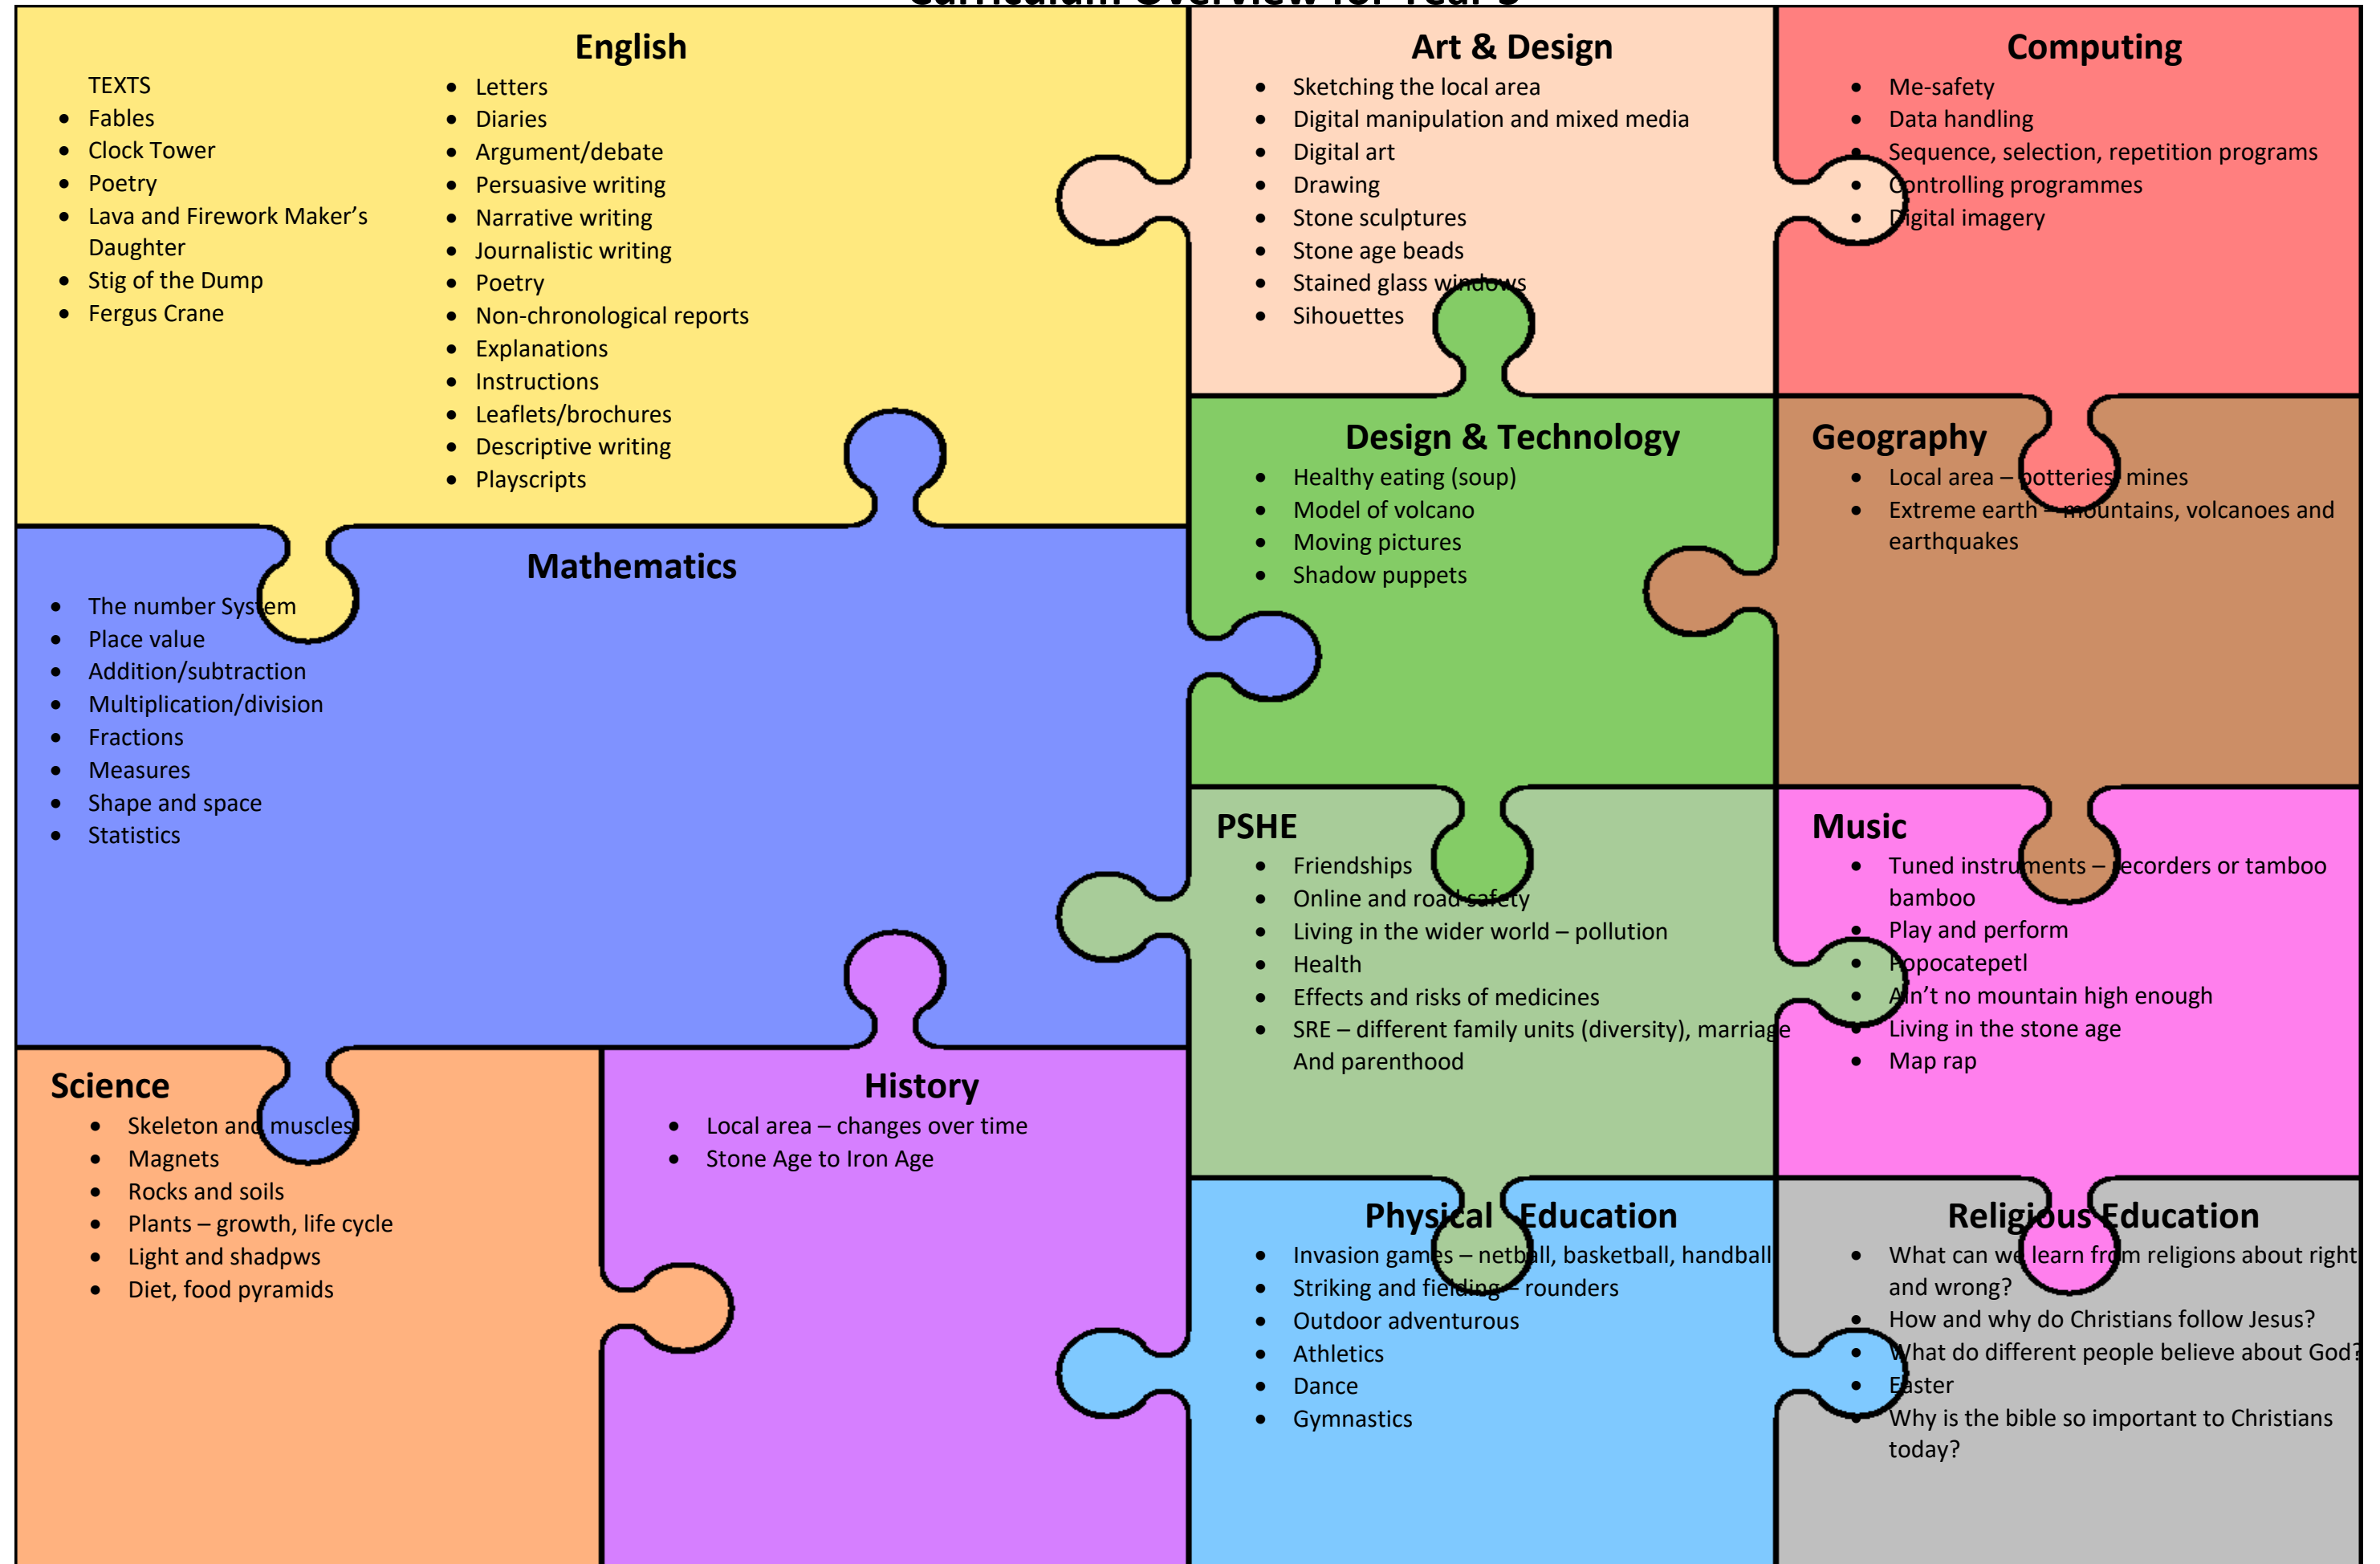 Curriculum Overview for Year 3
English
TEXTS
• Fables
• Clock Tower
• Poetry
• Lava and Firework Maker’s
Daughter
• Stig of the Dump
• Fergus Crane
• Letters
• Diaries
• Argument/debate
• Persuasive writing
• Narrative writing
• Journalistic writing
• Poetry
• Non-chronological reports
• Explanations
• Instructions
• Leaflets/brochures
• Descriptive writing
• Playscripts
Art & Design
• Sketching the local area
• Digital manipulation and mixed media
• Digital art
• Drawing
• Stone sculptures
• Stone age beads
• Stained glass windows
• Sihouettes
Computing
• Me-safety
• Data handling
• Sequence, selection, repetition programs
• Controlling programmes
• Digital imagery
Design & Technology
• Healthy eating (soup)
• Model of volcano
• Moving pictures
• Shadow puppets
Geography
• Local area – potteries, mines
• Extreme earth – mountains, volcanoes and
earthquakes
Mathematics
• The number System
• Place value
• Addition/subtraction
• Multiplication/division
• Fractions
• Measures
• Shape and space
• Statistics
PSHE
• Friendships
• Online and road safety
• Living in the wider world – pollution
• Health
• Effects and risks of medicines
• SRE – different family units (diversity), marriage
And parenthood
Music
• Tuned instruments – recorders or tamboo
bamboo
• Play and perform
• Popocatepetl
• Ain’t no mountain high enough
• Living in the stone age
• Map rap
Science
• Skeleton and muscles
• Magnets
• Rocks and soils
• Plants – growth, life cycle
• Light and shadpws
• Diet, food pyramids
History
• Local area – changes over time
• Stone Age to Iron Age
Physical Education
• Invasion games – netball, basketball, handball
• Striking and fielding – rounders
• Outdoor adventurous
• Athletics
• Dance
• Gymnastics
Religious Education
• What can we learn from religions about right
and wrong?
• How and why do Christians follow Jesus?
• What do different people believe about God?
• Easter
• Why is the bible so important to Christians
today?